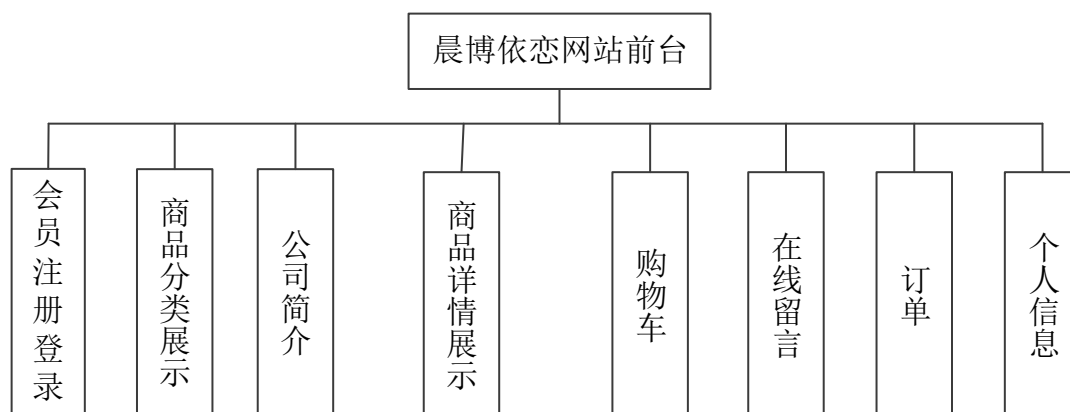 晨博依恋网站前台
会员注册登录
商品分类展示
公司简介
商品详情展示
购物车
在线留言
订单
个人信息